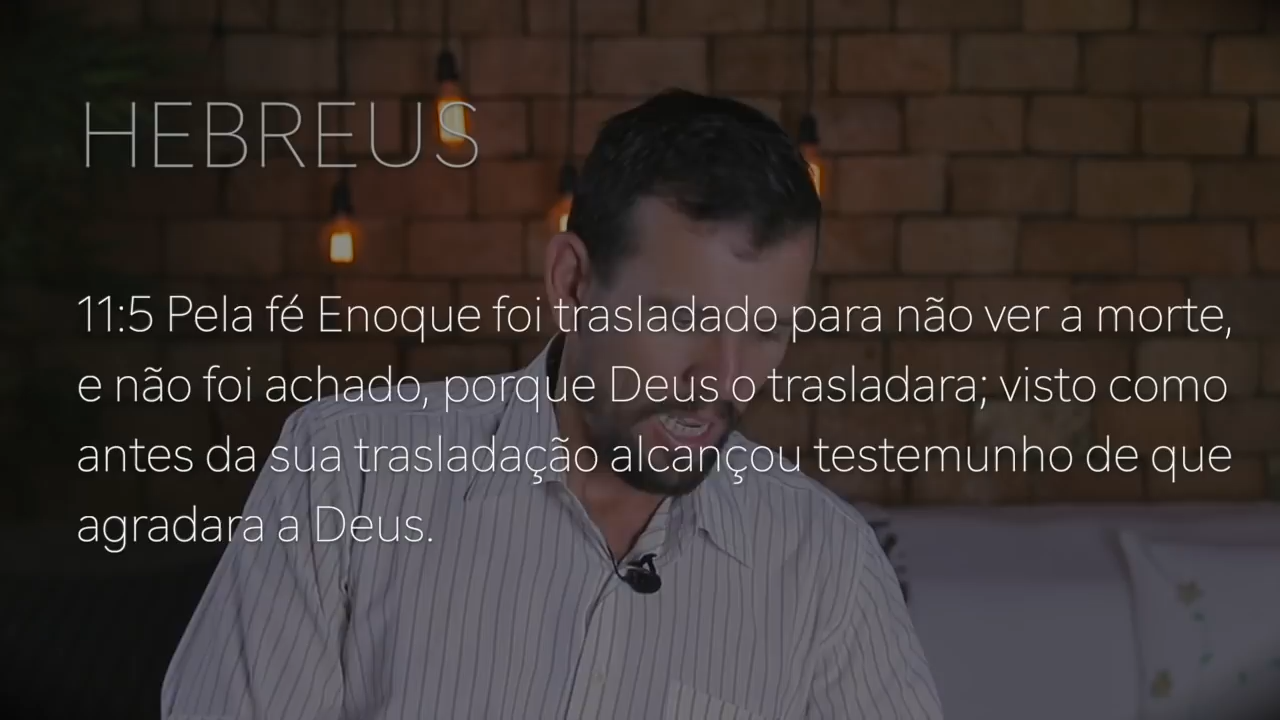 HEBREUS
11:5 Pela fé Enoque foi trasladado para não ver a morte,
e não foi achado, porque Deus o trasladara; visto como
antes da sua trasladação alcançou testemunho de que
agradara a Deus.